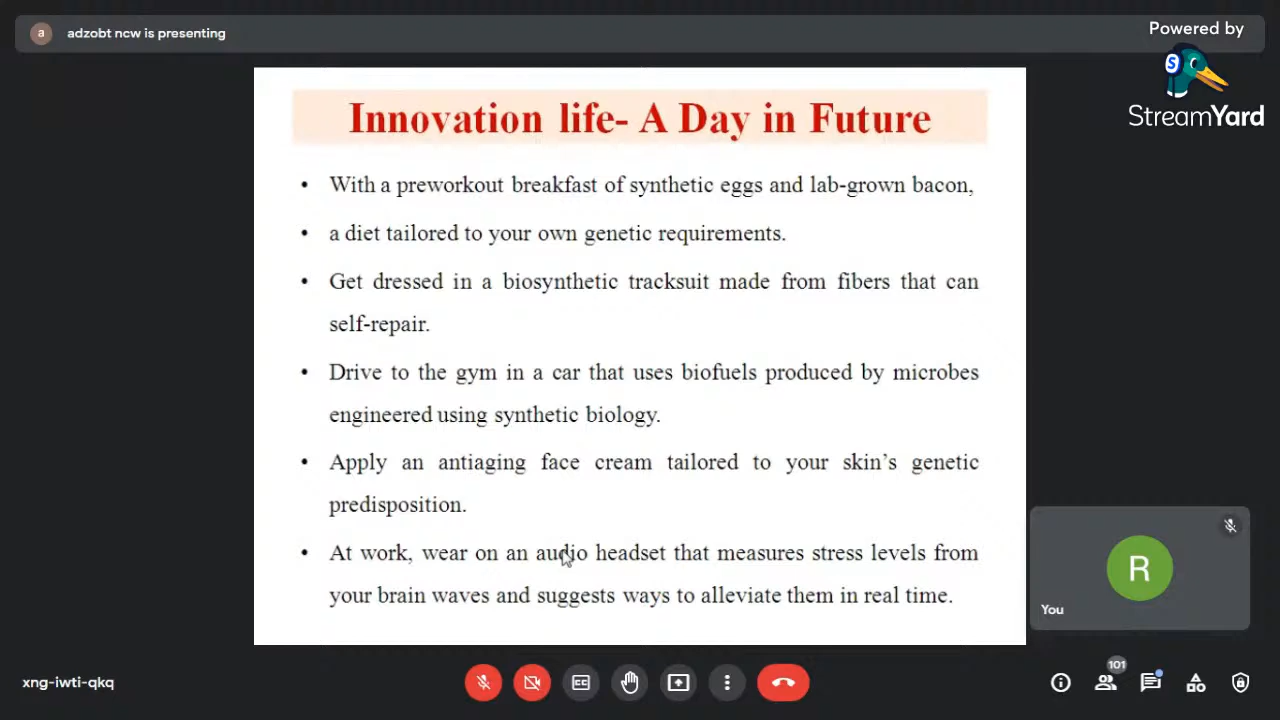 a adzobt ncw is presenting
Powered by
StreamYard
Innovation life- A Day in Future
• With a preworkout breakfast of synthetic eggs and lab-grown bacon,
• a diet tailored to your own genetic requirements.
• Get dressed in a biosynthetic tracksuit made from fibers that can
self-repair.
• Drive to the gym in a car that uses biofuels produced by microbes
engineered using synthetic biology.
• Apply an antiaging face cream tailored to your skin's genetic
predisposition.
• At work, wear on an audio headset that measures stress levels from
your brain waves and suggests ways to alleviate them in real time.
R
You
xng-iwti-qkq
CC
101